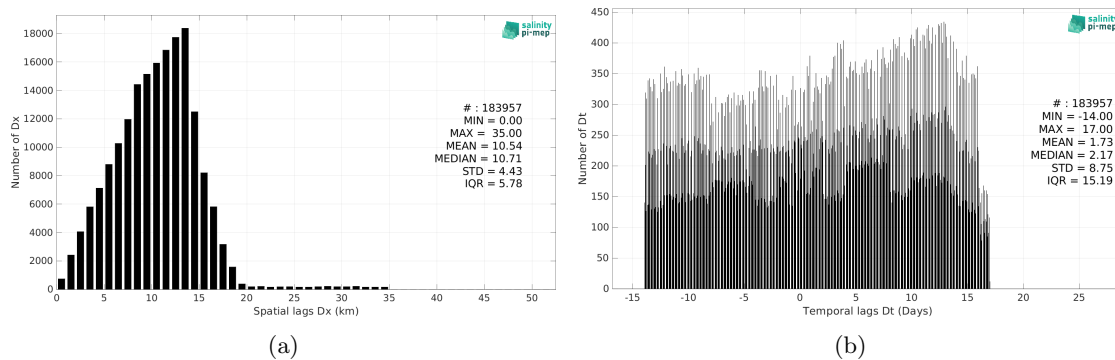 salinity
pi-mep
18000
16000
14000
12000
10000
8000
6000
4000
2000
0
Number of Dx
# : 183957
MIN = 0.00
MAX = 35.00
MEAN = 10.54
MEDIAN = 10.71
STD = 4.43
IQR = 5.78
0 5 10 15 20 25 30 35 40 45 50
Spatial lags Dx (km)
(a)
salinity
pi-mep
450
400
350
300
250
200
150
100
50
0
Number of Dt
# : 183957
MIN = -14.00
MAX = 17.00
MEAN = 1.73
MEDIAN = 2.17
STD = 8.75
IQR = 15.19
-15 -10 -5 0 5 10 15 20 25
Temporal lags Dt (Days)
(b)